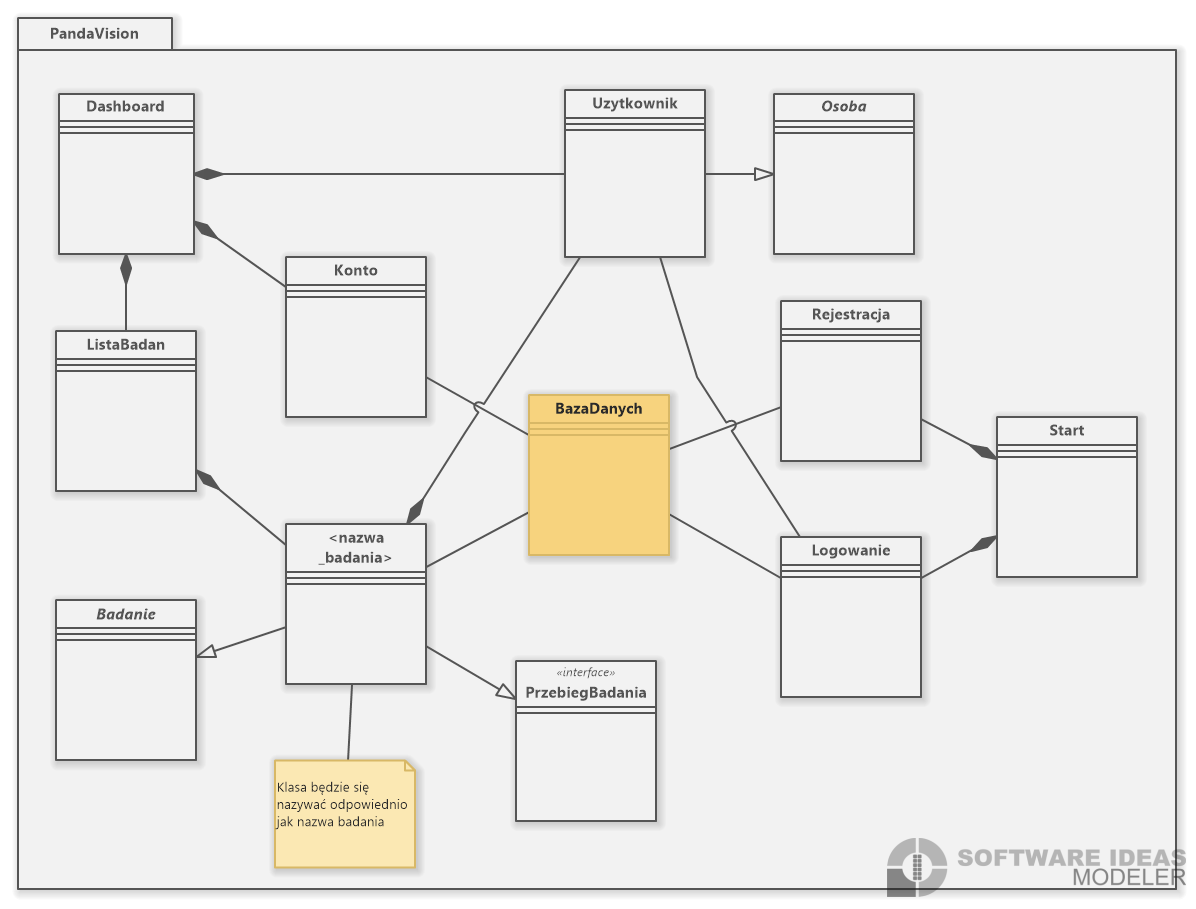 PandaVision
Dashboard
Uzytkownik
Osoba
Konto
Rejestracja
ListaBadan
BazaDanych
Start
<nazwa
_badania>
Logowanie
Badanie
«interface»
PrzebiegBadania
Klasa będzie się
nazywać odpowiednio
jak nazwa badania
SOFTWARE IDEAS
MODELER